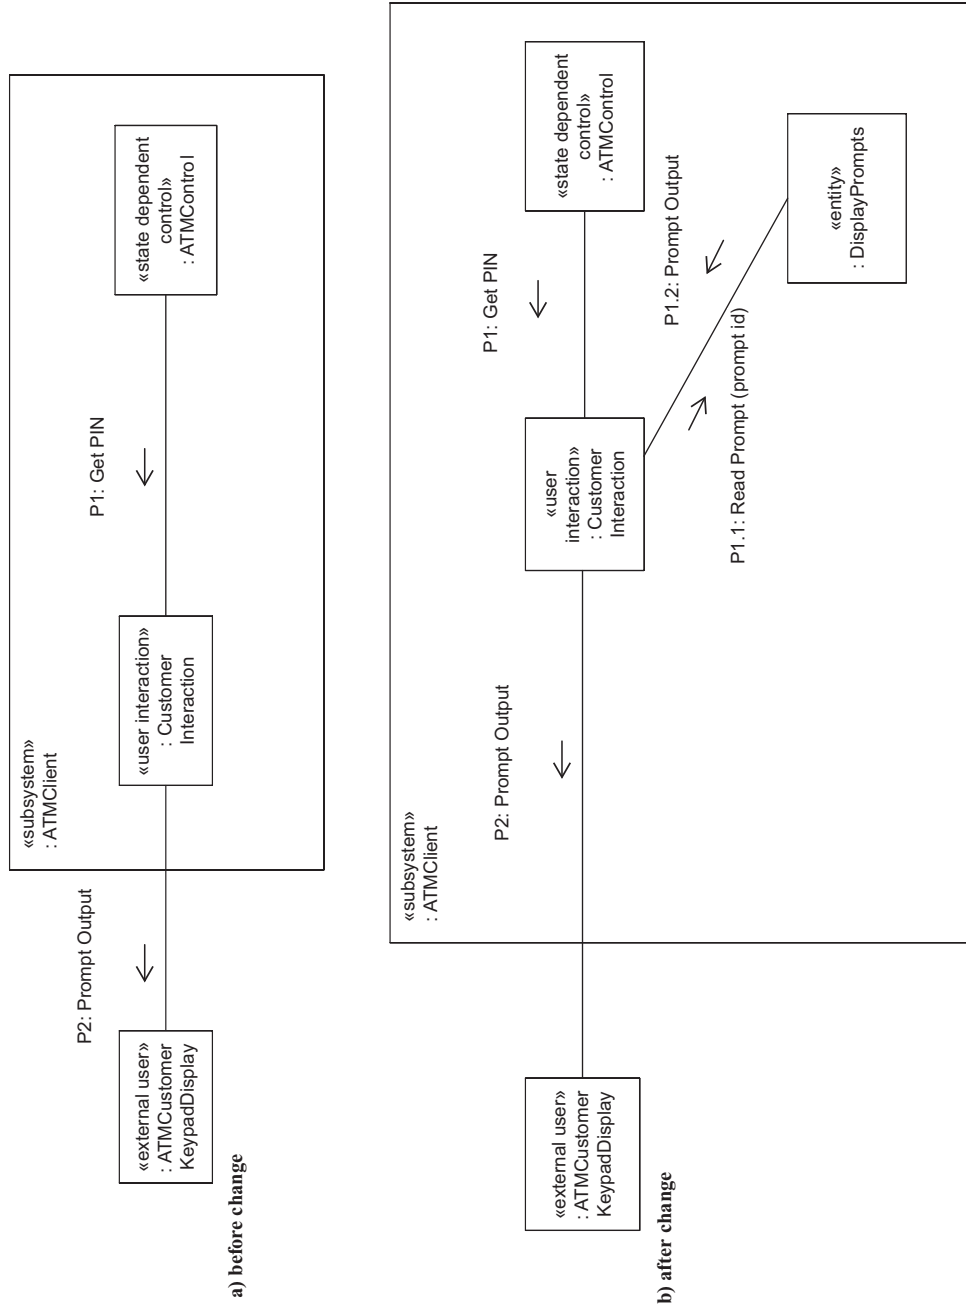 «subsystem»
: ATMClient
«external user»
: ATMCustomer
KeypadDisplay
P2: Prompt Output
«user interaction»
: Customer
Interaction
P1: Get PIN
«state dependent
control»
: ATMControl
a) before change
«subsystem»
: ATMClient
«external user»
: ATMCustomer
KeypadDisplay
P2: Prompt Output
«user
interaction»
: Customer
Interaction
P1: Get PIN
«state dependent
control»
: ATMControl
P1.2: Prompt Output
P1.1: Read Prompt (prompt id)
«entity»
: DisplayPrompts
b) after change